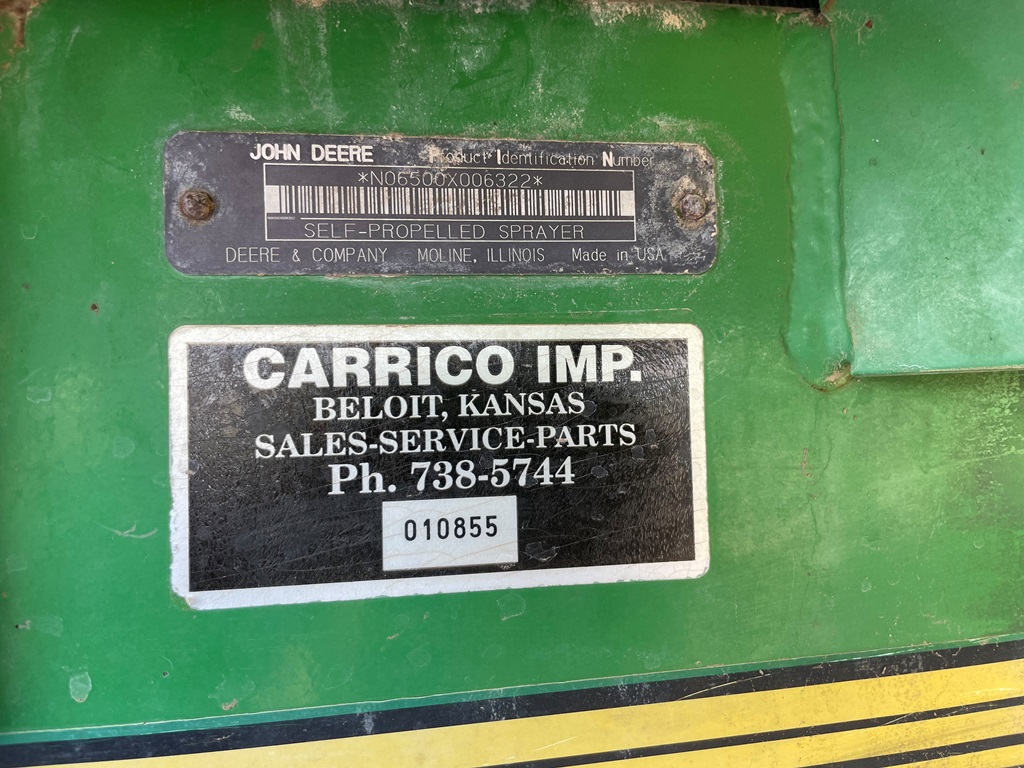 JOHN DEERE Product Identification Number
*N06500X006322*
SELF-PROPELLED SPRAYER
DEERE & COMPANY MOLINE, ILLINOIS Made in USA
CARRICO IMP.
BELOIT, KANSAS
SALES-SERVICE-PARTS
Ph. 738-5744
010855